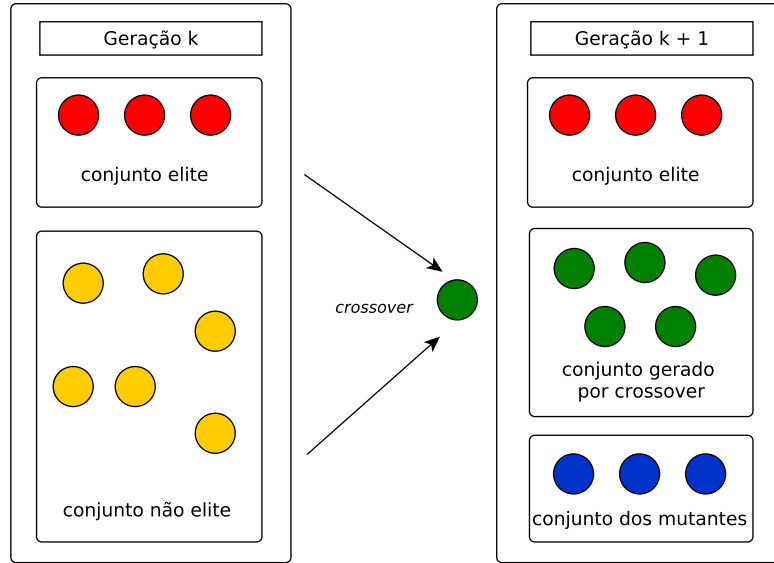 Geração k
conjunto elite
conjunto não elite
crossover
Geração k + 1
conjunto elite
conjunto gerado
por crossover
conjunto dos mutantes